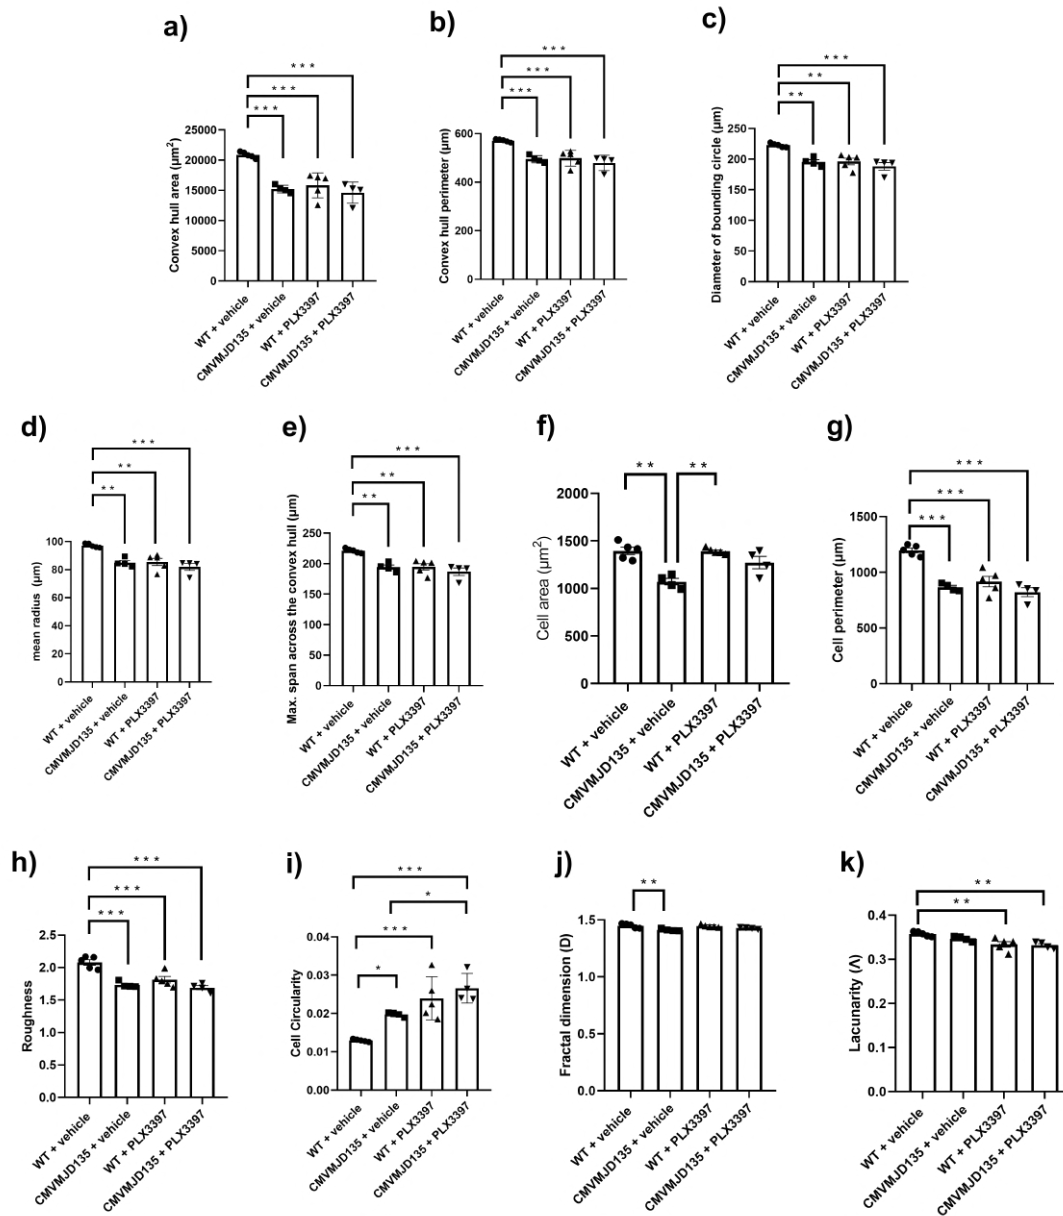 a)
* * *
* * *
* * *
Convex hull area (μm²)
25000
20000
15000
10000
5000
0
WT + vehicle
CMVMJD135 + vehicle
WT + PLX3397
CMVMJD135 + PLX3397
b)
* * *
* * *
* * *
Convex hull perimeter (μm)
600
400
200
0
WT + vehicle
CMVMJD135 + vehicle
WT + PLX3397
CMVMJD135 + PLX3397
c)
* * *
* *
* *
Diameter of bounding circle (μm)
250
200
150
100
50
0
WT + vehicle
CMVMJD135 + vehicle
WT + PLX3397
CMVMJD135 + PLX3397
d)
* * *
* *
* *
mean radius (μm)
100
80
60
40
20
0
WT + vehicle
CMVMJD135 + vehicle
WT + PLX3397
CMVMJD135 + PLX3397
e)
* * *
* *
* *
Max. span across the convex hull (μm)
250
200
150
100
50
0
WT + vehicle
CMVMJD135 + vehicle
WT + PLX3397
CMVMJD135 + PLX3397
f)
* *
* *
Cell area (μm²)
2000
1500
1000
500
0
WT + vehicle
CMVMJD135 + vehicle
WT + PLX3397
CMVMJD135 + PLX3397
g)
* * *
* * *
* * *
Cell perimeter (μm)
1500
1000
500
0
WT + vehicle
CMVMJD135 + vehicle
WT + PLX3397
CMVMJD135 + PLX3397
h)
* * *
* * *
* * *
Roughness
2.5
2.0
1.5
1.0
0.5
0.0
WT + vehicle
CMVMJD135 + vehicle
WT + PLX3397
CMVMJD135 + PLX3397
i)
* * *
*
* * *
*
Cell Circularity
0.04
0.03
0.02
0.01
0.00
WT + vehicle
CMVMJD135 + vehicle
WT + PLX3397
CMVMJD135 + PLX3397
j)
* *
Fractal dimension (D)
1.5
1.0
0.5
0.0
WT + vehicle
CMVMJD135 + vehicle
WT + PLX3397
CMVMJD135 + PLX3397
k)
* *
* *
Lacunarity (Λ)
0.4
0.3
0.2
0.1
0.0
WT + vehicle
CMVMJD135 + vehicle
WT + PLX3397
CMVMJD135 + PLX3397